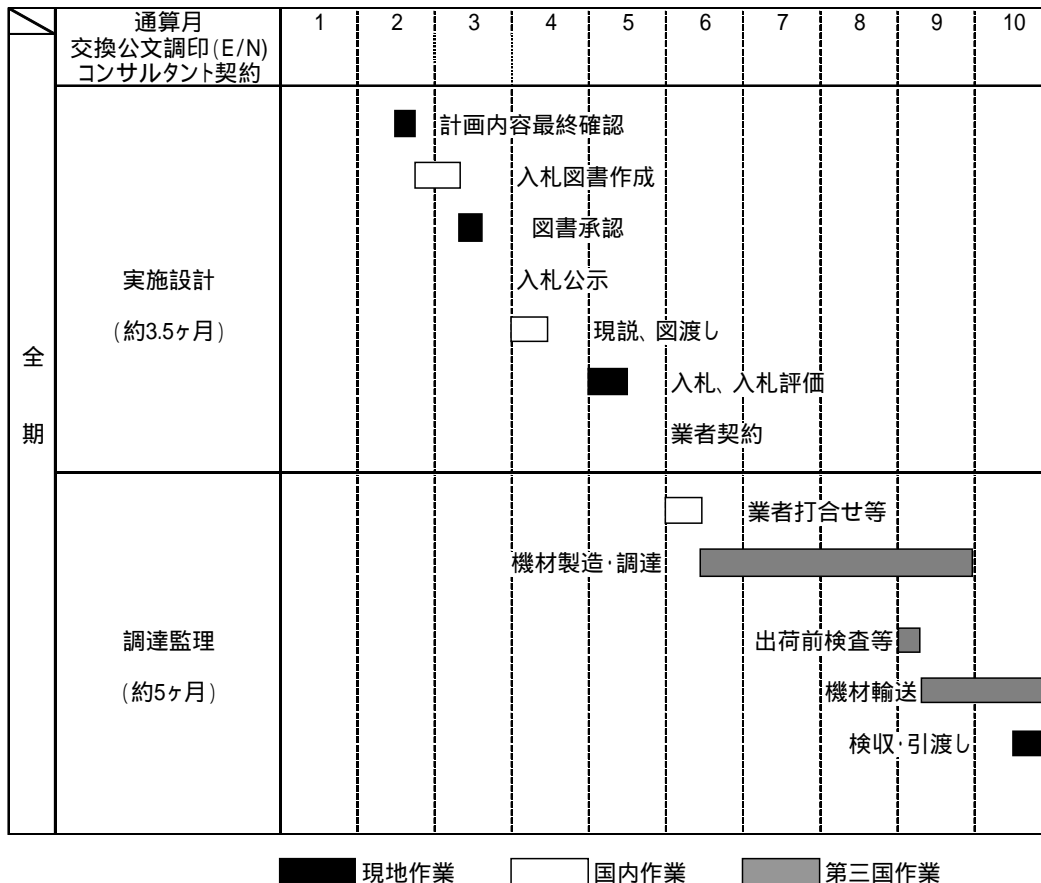 通算月 1 2 3 4 5 6 7 8 9 10
交換公文調印(E/N)
コンサルタント契約
計画内容最終確認
入札図書作成
図書承認
実施設計 入札公示
(約3.5ヶ月) 現説、図渡し
全
入札、入札評価
期 業者契約
業者打合せ等
機材製造・調達
調達監理 出荷前検査等
(約5ヶ月) 機材輸送
検収・引渡し
現地作業 国内作業 第三国作業